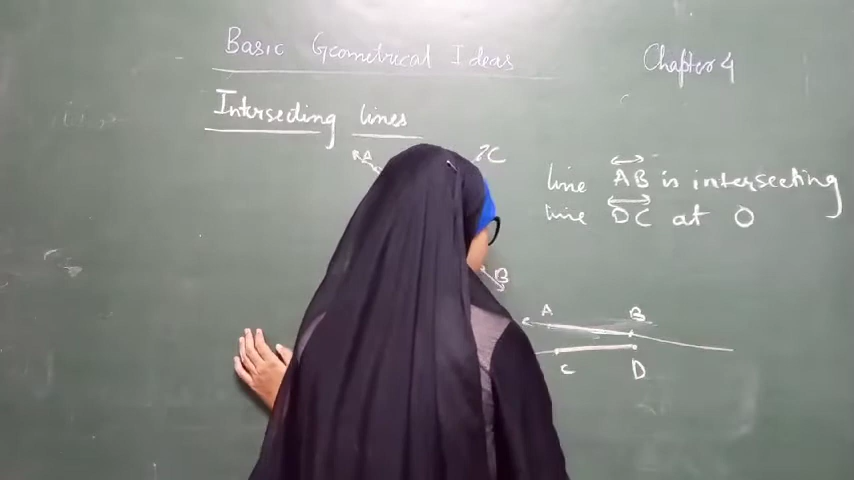 Basic Geometrical Ideas
Chapter 4
Intersecting lines
A
C
B
line AB is intersecting
line DC at O
A B
C D